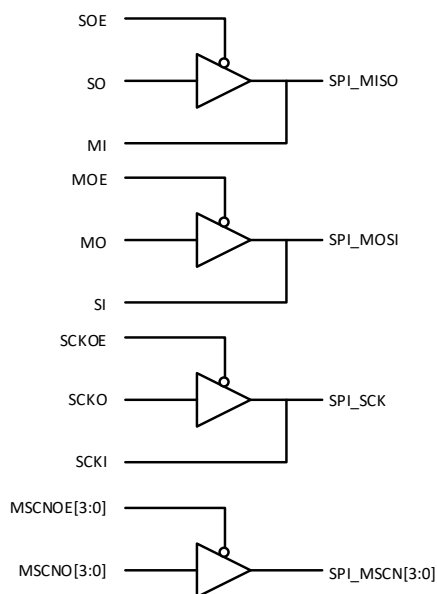 SOE
SO
SPI_MISO
MI
MOE
MO
SPI_MOSI
SI
SCKOE
SCKO
SPI_SCK
SCKI
MSCNOE[3:0]
MSCNO[3:0]
SPI_MSCN[3:0]